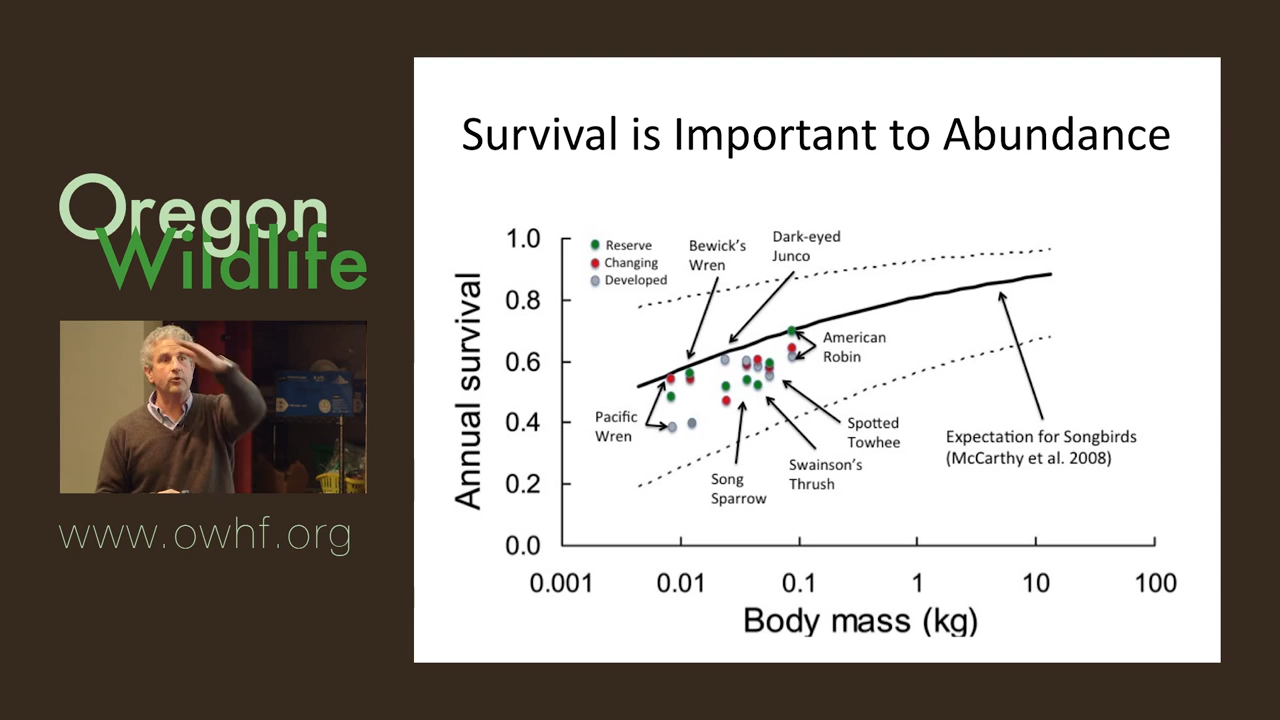 Oregon
Wildlife
www.owhf.org
Survival is Important to Abundance
Annual survival
1.0
0.8
0.6
0.4
0.2
0.0
Reserve
Changing
Developed
Bewick's
Wren
Dark-eyed
Junco
American
Robin
Pacific
Wren
Song
Sparrow
Swainson's
Thrush
Spotted
Towhee
Expectation for Songbirds
(McCarthy et al. 2008)
0.001
0.01
0.1
1
10
100
Body mass (kg)